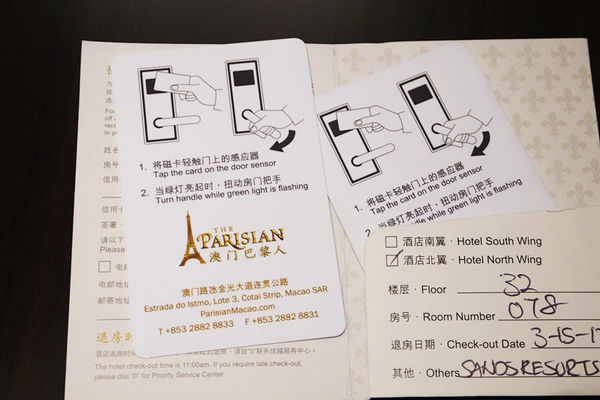 1. 将磁卡轻触门上的感应器
Tap the card on the door sensor
2. 当绿灯亮起时，扭动房门把手
Turn handle while green light is flashing
THE
PARISIAN
澳门巴黎人
澳门路氹金光大道连贯公路
Estrada do Istmo, Lote 3, Cotai Strip, Macao SAR
ParisianMacao.com
T +853 2882 8833 F +853 2882 8831
1. 将磁卡轻触门上的感应器
Tap the card on the door sensor
2. 当绿灯亮起时，扭动房门把手
Turn handle while green light is flashing
酒店南翼 · Hotel South Wing
酒店北翼 · Hotel North Wing
楼层 · Floor 32
房号 · Room Number 078
退房日期 · Check-out Date 3-15-17
其他 · Others SANDS RESORTS
姓名
房号
信用
信用卡
签署 ·
请以下
Please
电邮
电邮地
邮寄地
退房时
The hotel check-out time is 11:00am. If you require late check-out,
please dial "0" for Priority Service Center.